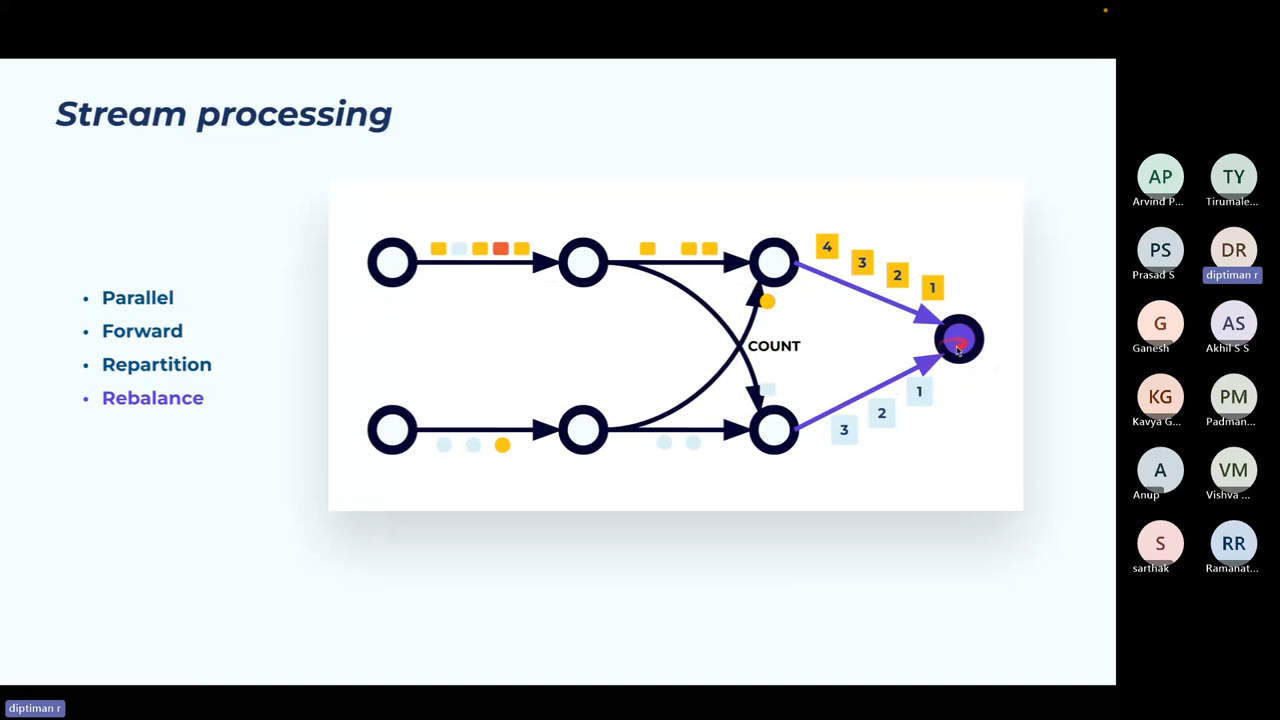 Stream processing
• Parallel
• Forward
• Repartition
• Rebalance
4
3
2
1
COUNT
1
2
3
AP
Arvind P...
TY
Tirumale...
PS
Prasad S
DR
diptiman r
G
Ganesh
AS
Akhil S S
KG
Kavya G...
PM
Padman...
A
Anup
VM
Vishva ...
S
sarthak
RR
Ramanat...
diptiman r